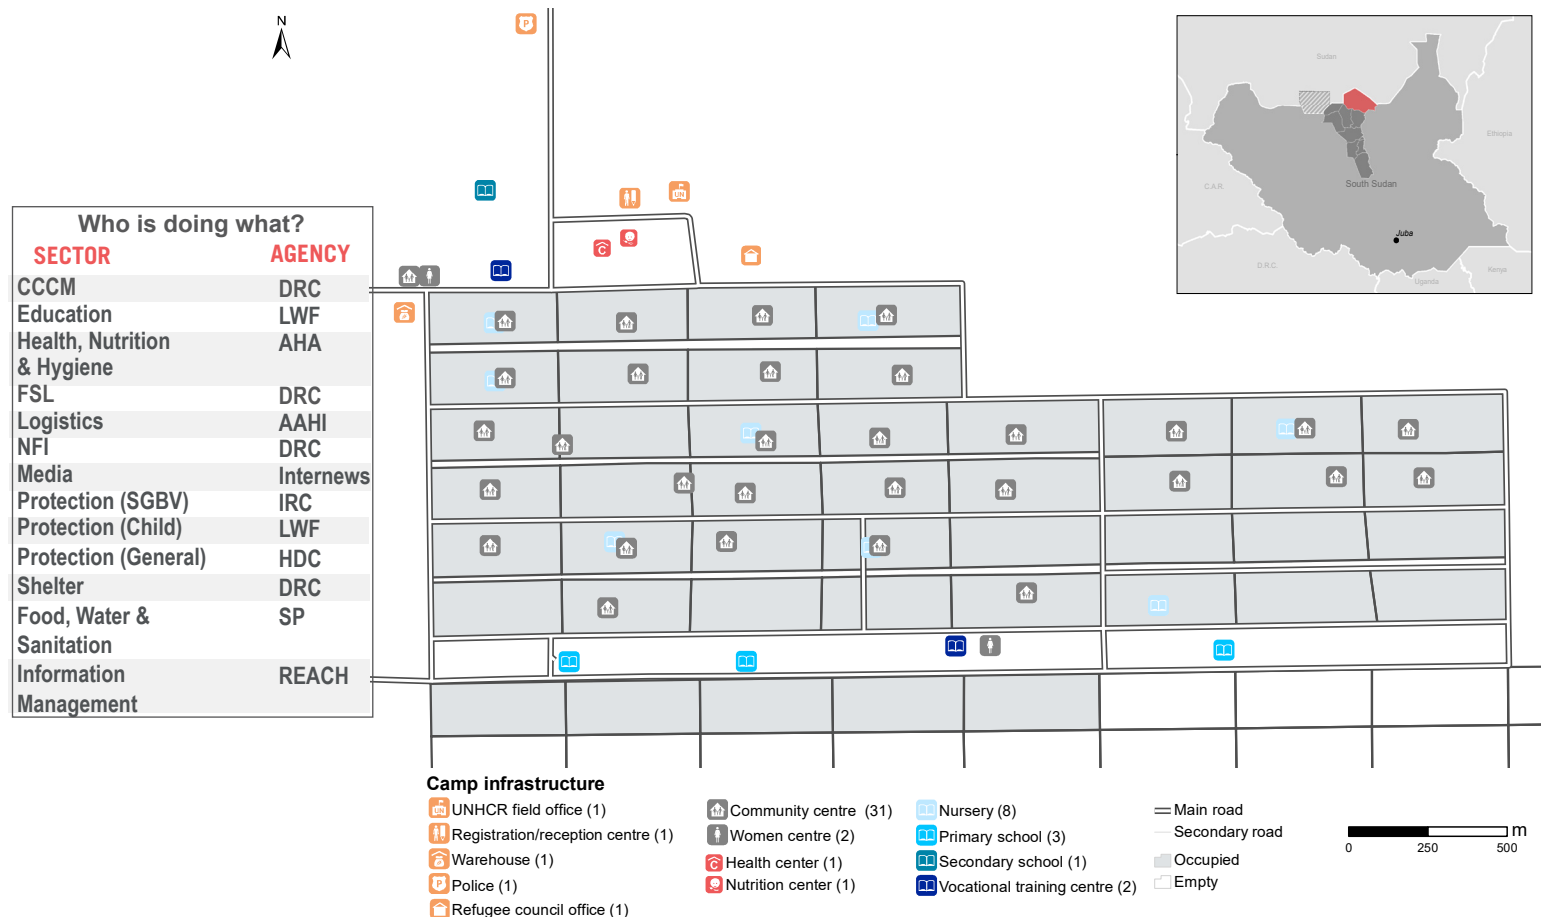 N
P
UN
C
Sudan
Ethiopia
C.A.R.
South Sudan
Juba
D.R.C.
Kenya
Uganda
Who is doing what?
SECTOR AGENCY
CCCM DRC
Education LWF
Health, Nutrition AHA
& Hygiene
FSL DRC
Logistics AAHI
NFI DRC
Media Internews
Protection (SGBV) IRC
Protection (Child) LWF
Protection (General) HDC
Shelter DRC
Food, Water & SP
Sanitation
Information REACH
Management
Camp infrastructure
UN UNHCR field office (1)
Registration/reception centre (1)
Warehouse (1)
P Police (1)
Refugee council office (1)
Community centre (31)
Women centre (2)
C Health center (1)
Nutrition center (1)
Nursery (8)
Primary school (3)
Secondary school (1)
Vocational training centre (2)
Main road
Secondary road
Occupied
Empty
m
0 250 500